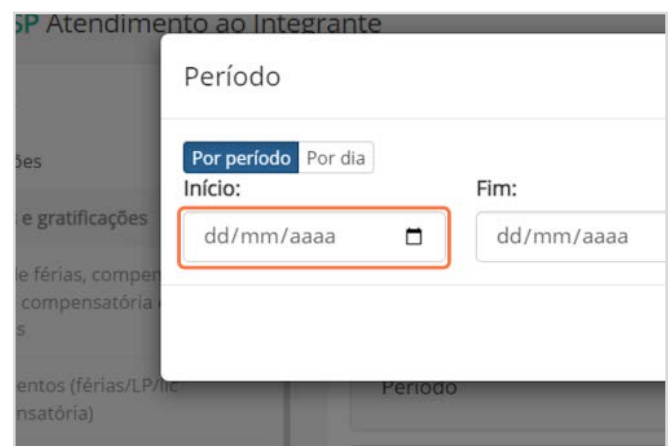 SP Atendimento ao Integrante
Período
Por período Por dia
Início:
Fim:
dd/mm/aaaa
dd/mm/aaaa
ões
e gratificações
e férias, compen
compensatória
s
entos (férias/LP/lic
nsatória)
Período